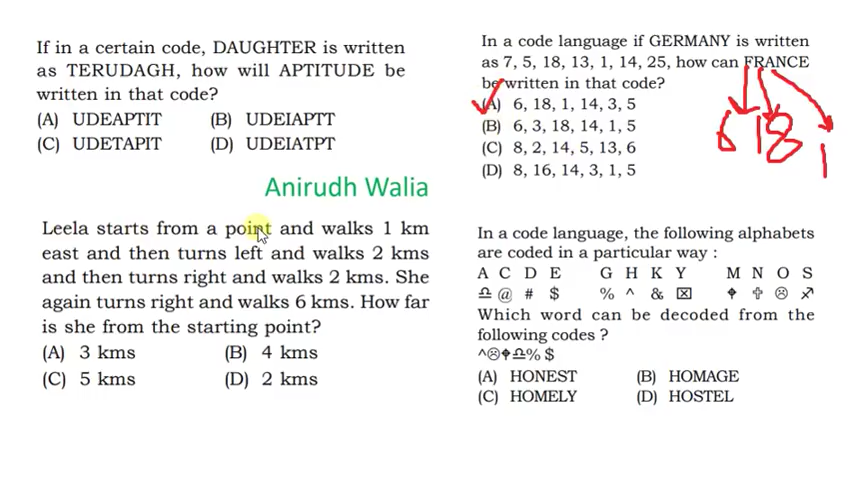 If in a certain code, DAUGHTER is written
as TERUDAGH, how will APTITUDE be
written in that code?
(A) UDEAPTIT (B) UDEIAPTT
(C) UDETAPIT (D) UDEIATPT
Anirudh Walia
Leela starts from a point and walks 1 km
east and then turns left and walks 2 kms
and then turns right and walks 2 kms. She
again turns right and walks 6 kms. How far
is she from the starting point?
(A) 3 kms (B) 4 kms
(C) 5 kms (D) 2 kms
In a code language if GERMANY is written
as 7, 5, 18, 13, 1, 14, 25, how can FRANCE
be written in that code?
(A) 6, 18, 1, 14, 3, 5
(B) 6, 3, 18, 14, 1, 5
(C) 8, 2, 14, 5, 13, 6
(D) 8, 16, 14, 3, 1, 5
6 18 1
In a code language, the following alphabets
are coded in a particular way :
A C D E G H K Y M N O S
♎ @ # $ % ^ & ⌧ 🕈 ✞ ☹ ♐
Which word can be decoded from the
following codes ?
^☹🕈♎% $
(A) HONEST (B) HOMAGE
(C) HOMELY (D) HOSTEL